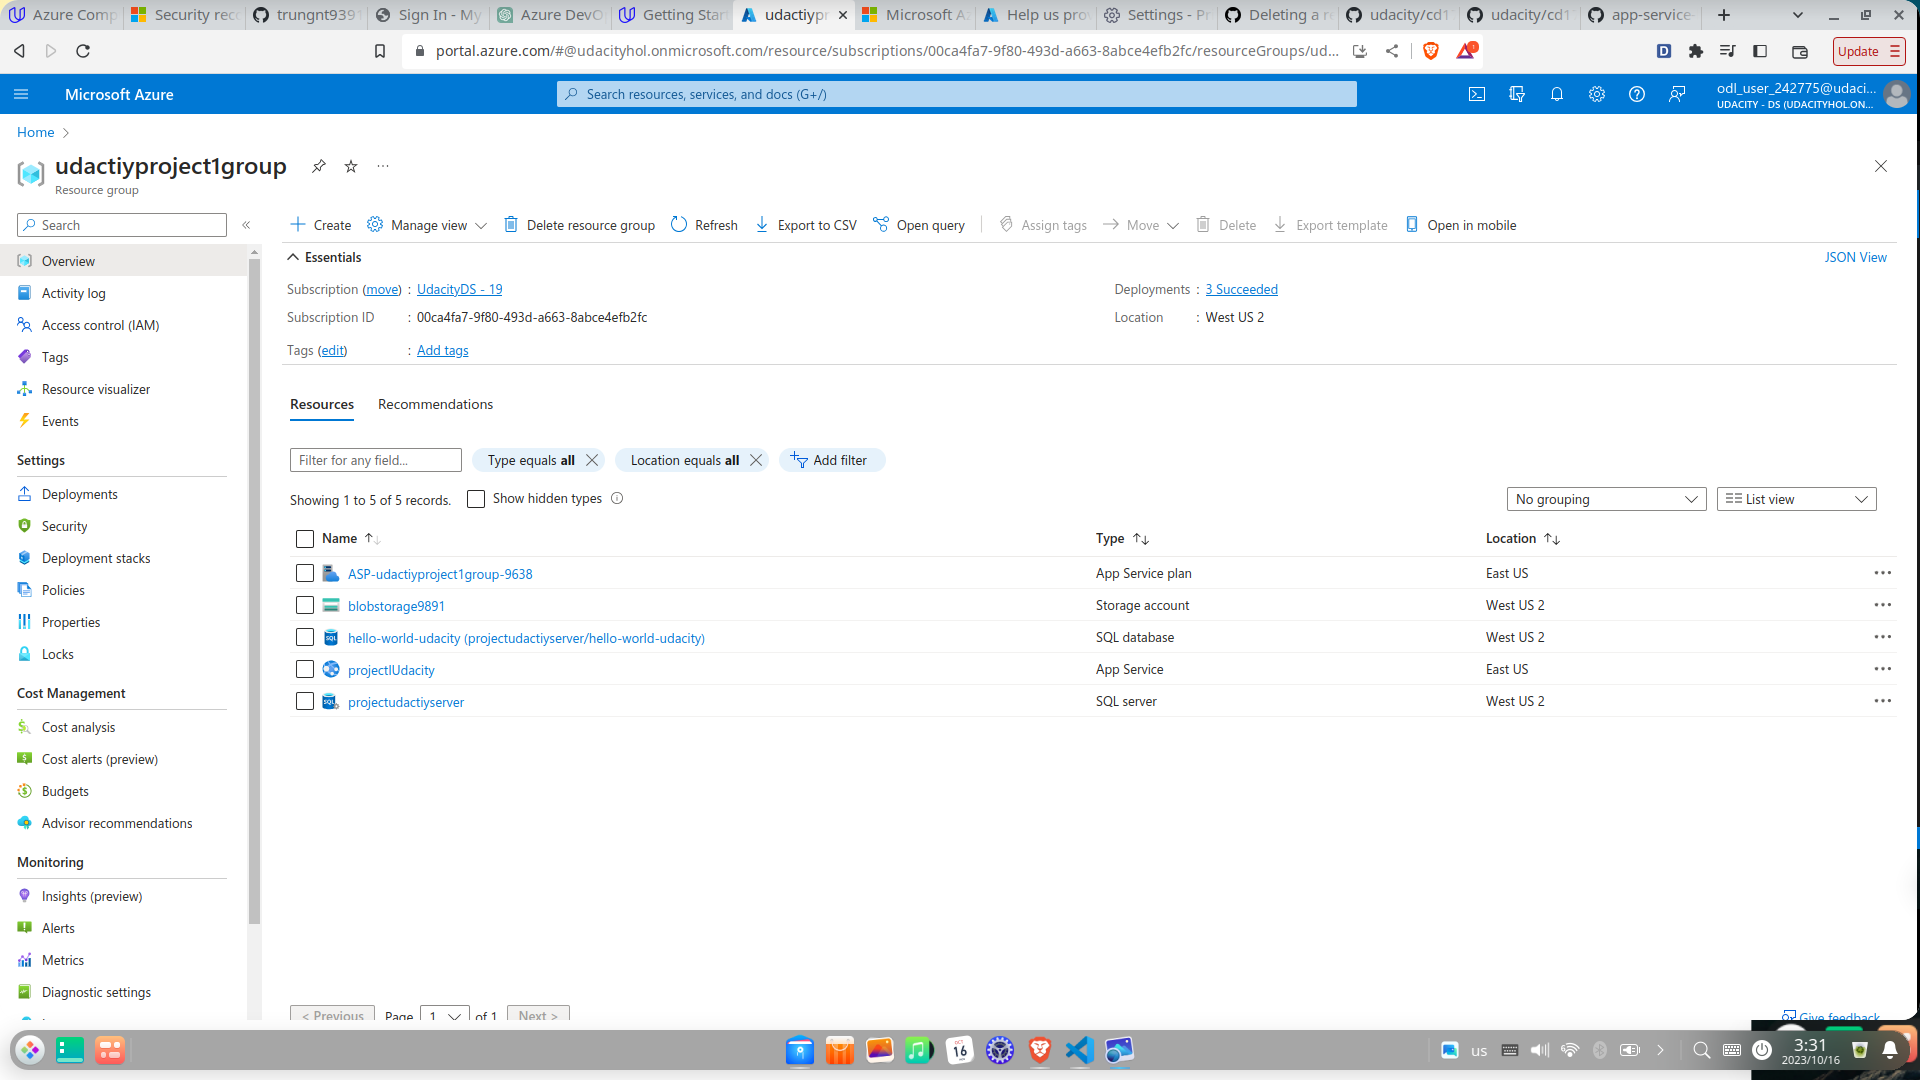 Azure Comp
Security rec
trungnt9391
Sign In - My
Azure DevO
Getting Star
udactiypr
Microsoft Az
Help us prov
Settings - Pr
Deleting a re
udacity/cd1
udacity/cd1
app-service-
portal.azure.com/#@udacityhol.onmicrosoft.com/resource/subscriptions/00ca4fa7-9f80-493d-a663-8abce4efb2fc/resourceGroups/ud...
Update
Microsoft Azure
Search resources, services, and docs (G+/)
odl_user_242775@udaci...
UDACITY - DS (UDACITYHOL.ON...
Home
udactiyproject1group
Resource group
Search
Create
Manage view
Delete resource group
Refresh
Export to CSV
Open query
Assign tags
Move
Delete
Export template
Open in mobile
Overview
Activity log
Access control (IAM)
Tags
Resource visualizer
Events
Settings
Deployments
Security
Deployment stacks
Policies
Properties
Locks
Cost Management
Cost analysis
Cost alerts (preview)
Budgets
Advisor recommendations
Monitoring
Insights (preview)
Alerts
Metrics
Diagnostic settings
Essentials
JSON View
Subscription (move) : UdacityDS - 19
Deployments : 3 Succeeded
Subscription ID : 00ca4fa7-9f80-493d-a663-8abce4efb2fc
Location : West US 2
Tags (edit) : Add tags
Resources
Recommendations
Filter for any field...
Type equals all
Location equals all
Add filter
Showing 1 to 5 of 5 records.
Show hidden types
No grouping
List view
Name Type Location
ASP-udactiyproject1group-9638 App Service plan East US
blobstorage9891 Storage account West US 2
hello-world-udacity (projectudactiyserver/hello-world-udacity) SQL database West US 2
projectIUdacity App Service East US
projectudactiyserver SQL server West US 2
< Previous Page 1 of 1 Next >
Give feedback
OCT
16
us
3:31
2023/10/16